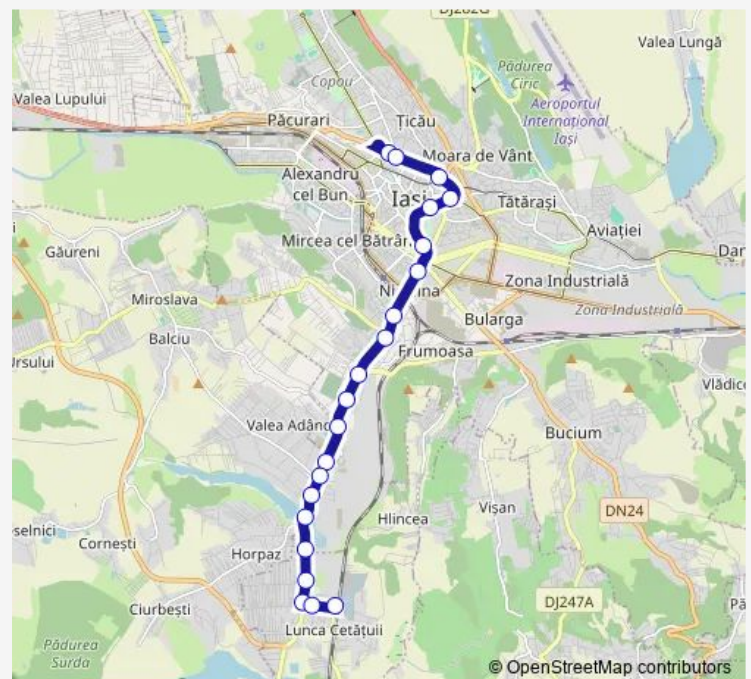 DJ282G
Valea Lungă
Pădurea
Ciric
Copou
Aeroportul
Internațional
Iași
Valea Lupului
Păcurari
Țicău
Moara de Vânt
Alexandru
cel Bun
Iași
Tătărași
Aviației
Mircea cel Bătrân
Găureni
Zona Industrială
Miroslava
Zona Industrială
Bularga
Balciu
Frumoasa
Valea Adânc
Bucium
Vișan
DN24
Hlincea
Cornești
Horpaz
Ciurbești
DJ247A
Lunca Cetățuii
Pădurea
Surda
© OpenStreetMap contributors